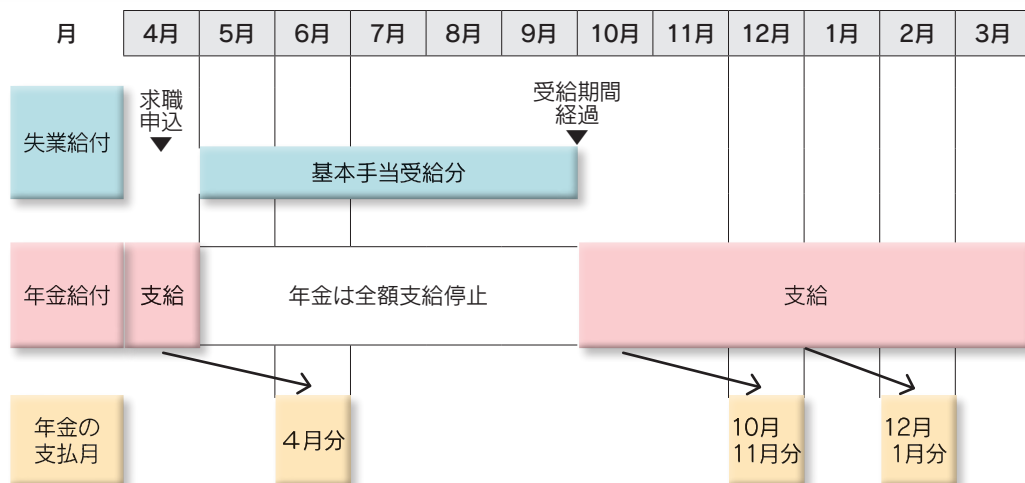 月
4月
5月
6月
7月
8月
9月
10月
11月
12月
1月
2月
3月
失業給付
求職
申込
▼
受給期間
経過
▼
基本手当受給分
年金給付
支給
年金は全額支給停止
支給
年金の
支払月
4月分
10月
11月分
12月
1月分